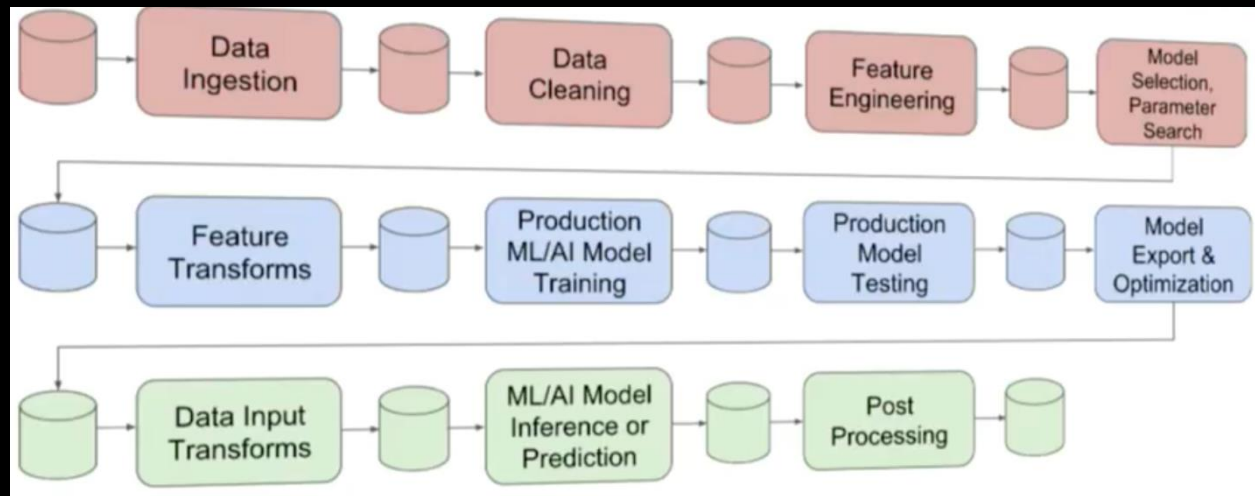 Data
Ingestion
Data
Cleaning
Feature
Engineering
Model
Selection,
Parameter
Search
Feature
Transforms
Production
ML/AI Model
Training
Production
Model
Testing
Model
Export &
Optimization
Data Input
Transforms
ML/AI Model
Inference or
Prediction
Post
Processing